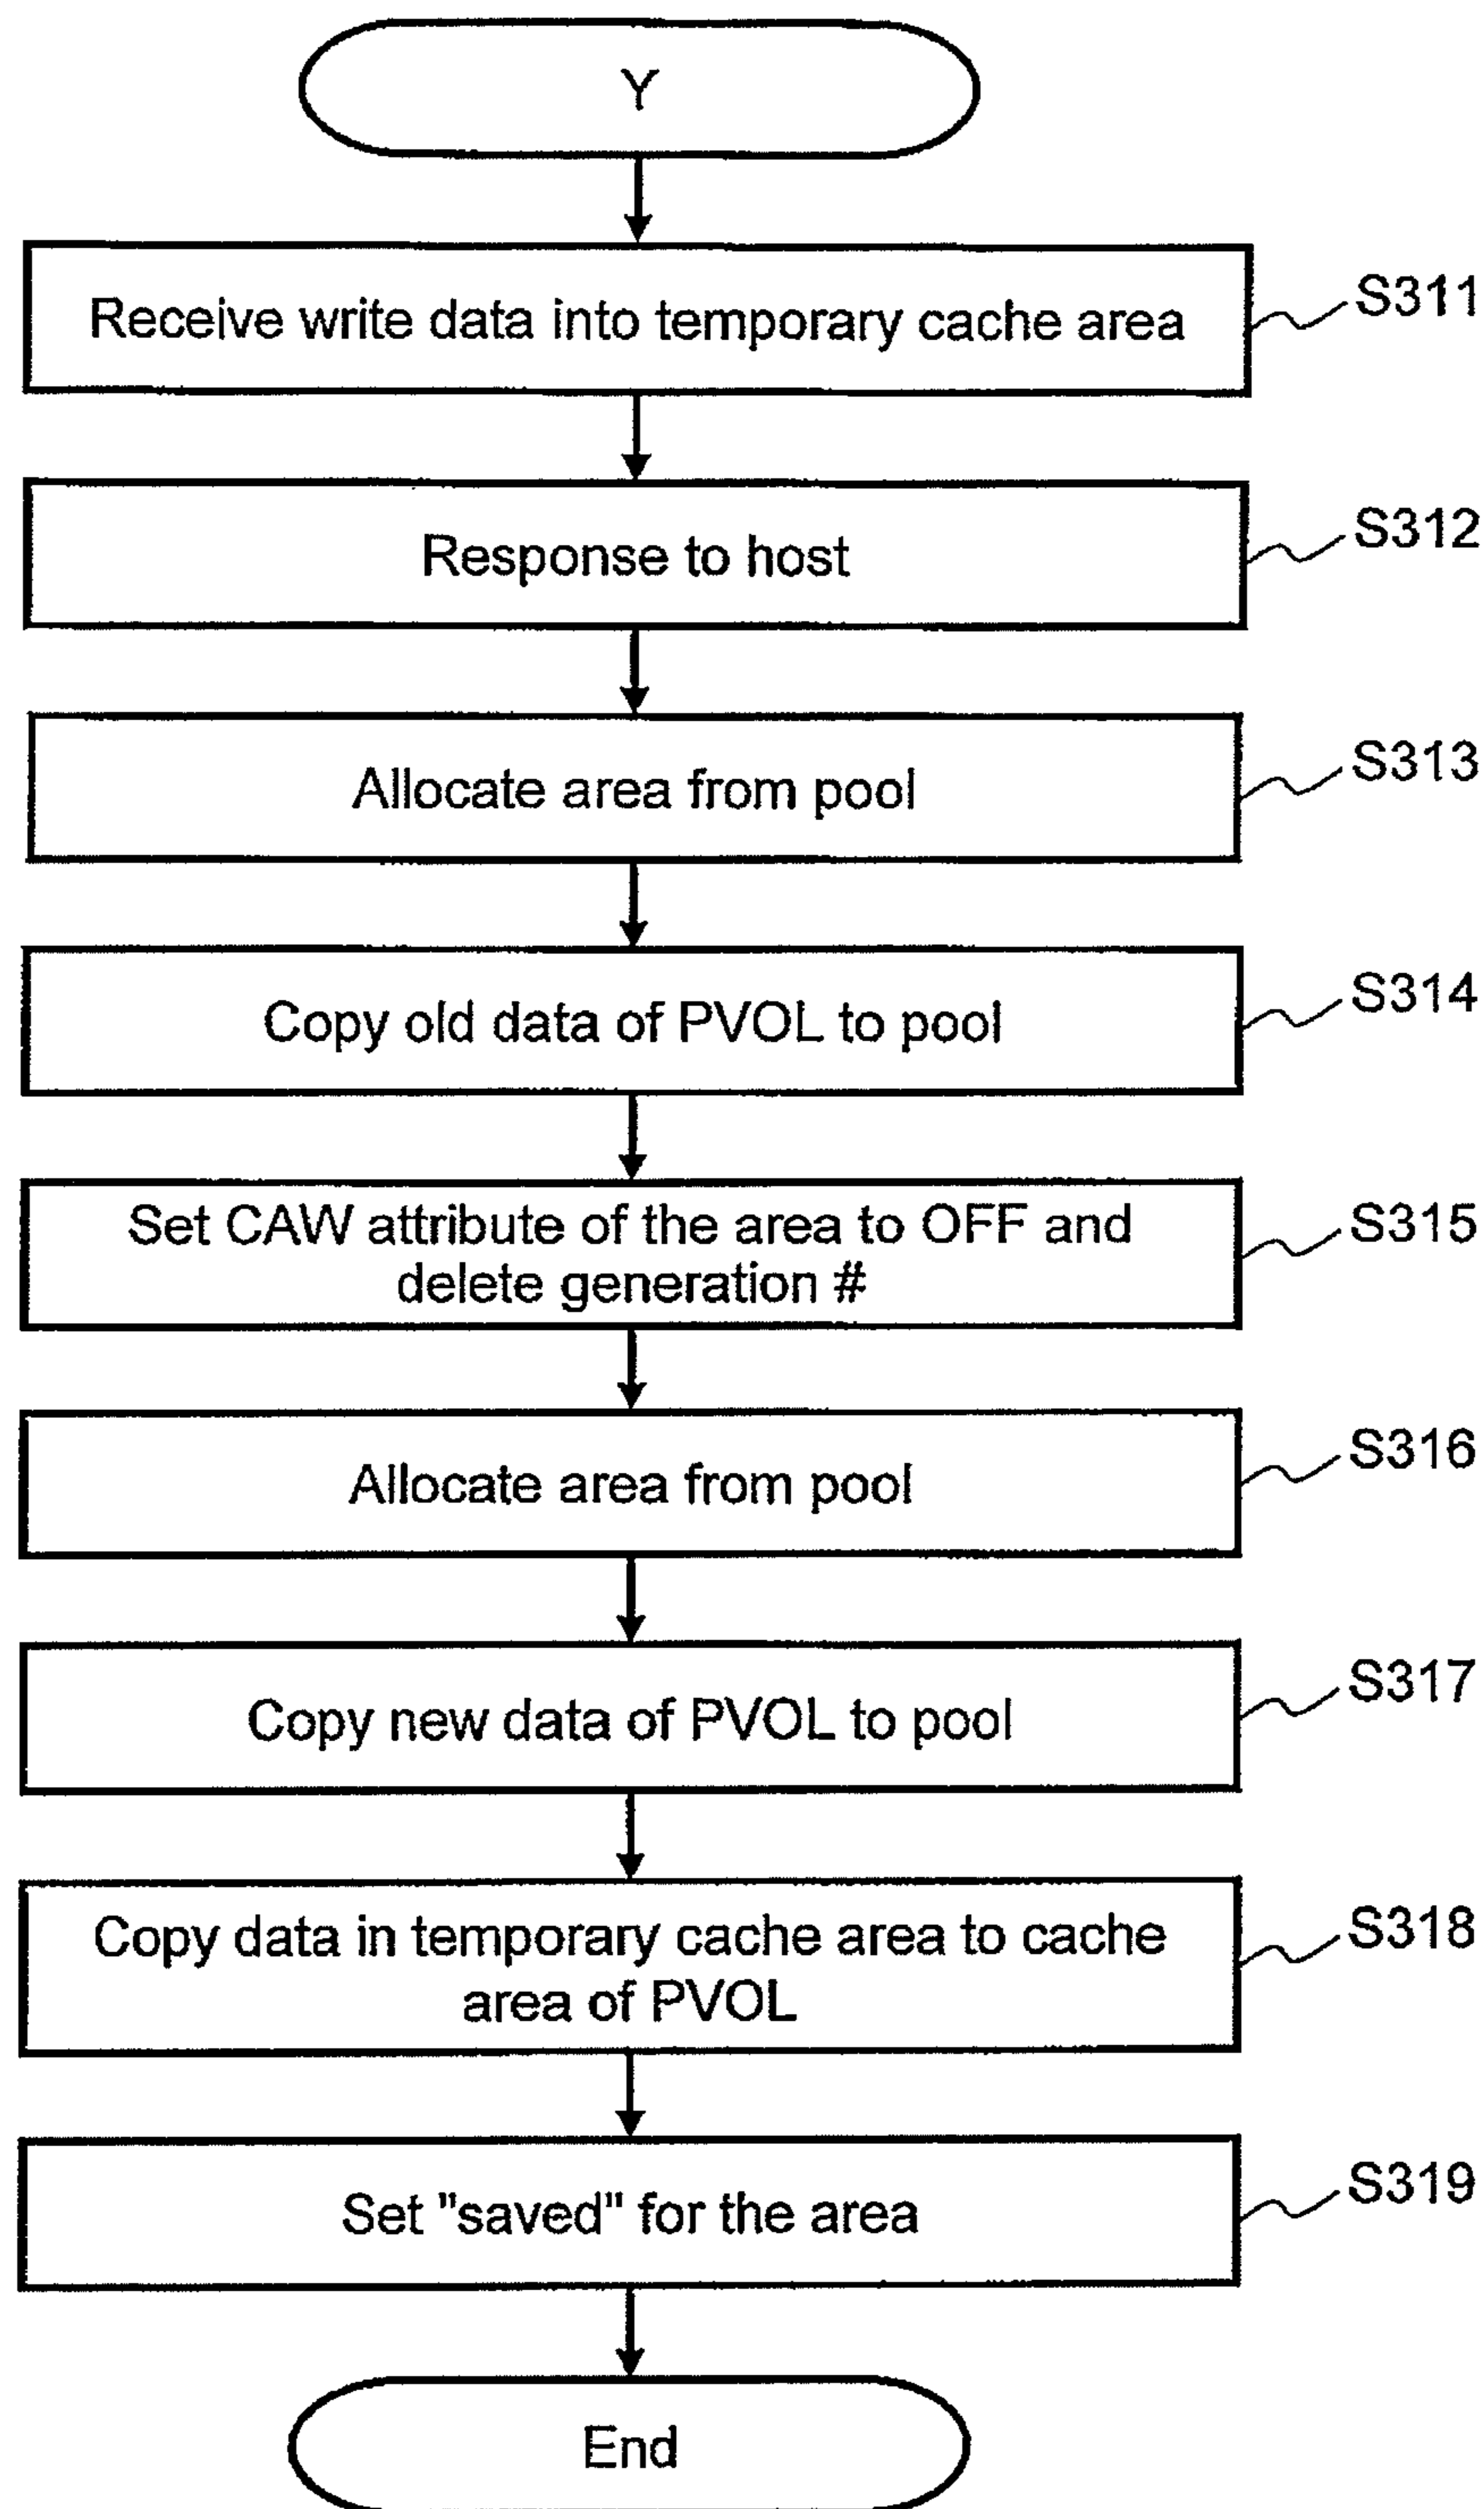 Y
Receive write data into temporary cache area
S311
Response to host
S312
Allocate area from pool
S313
Copy old data of PVOL to pool
S314
Set CAW attribute of the area to OFF and
delete generation #
S315
Allocate area from pool
S316
Copy new data of PVOL to pool
S317
Copy data in temporary cache area to cache
area of PVOL
S318
Set "saved" for the area
S319
End